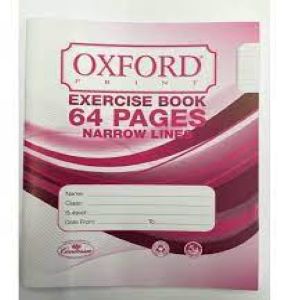 OXFORD
PRINT
EXERCISE BOOK
64 PAGES
NARROW LINES
Name:
Class:
Subject:
Date From: To